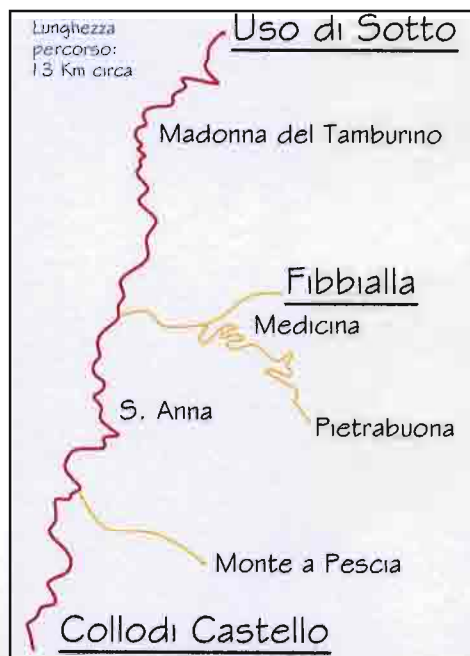 Lunghezza
percorso:
13 Km circa
Uso di Sotto
Madonna del Tamburino
Fibbialla
Medicina
S. Anna
Pietrabuona
Monte a Pescia
Collodi Castello